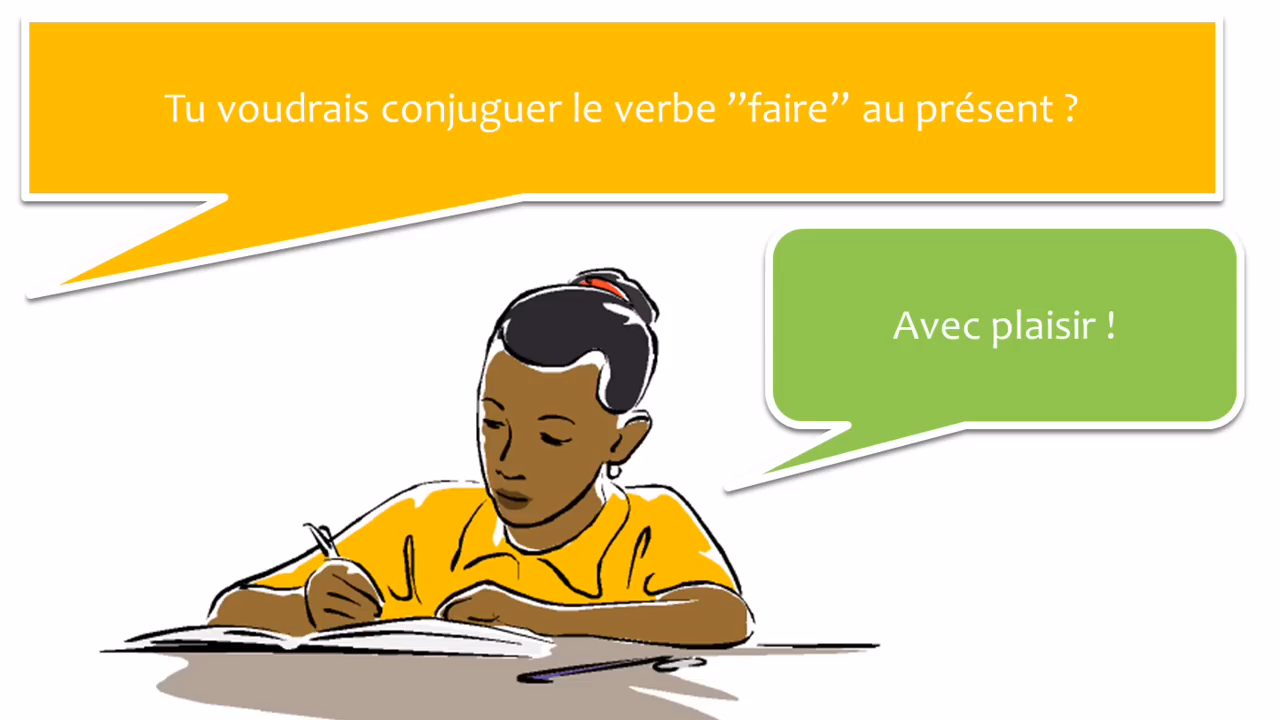 Tu voudrais conjuguer le verbe ”faire” au présent ?
Avec plaisir !